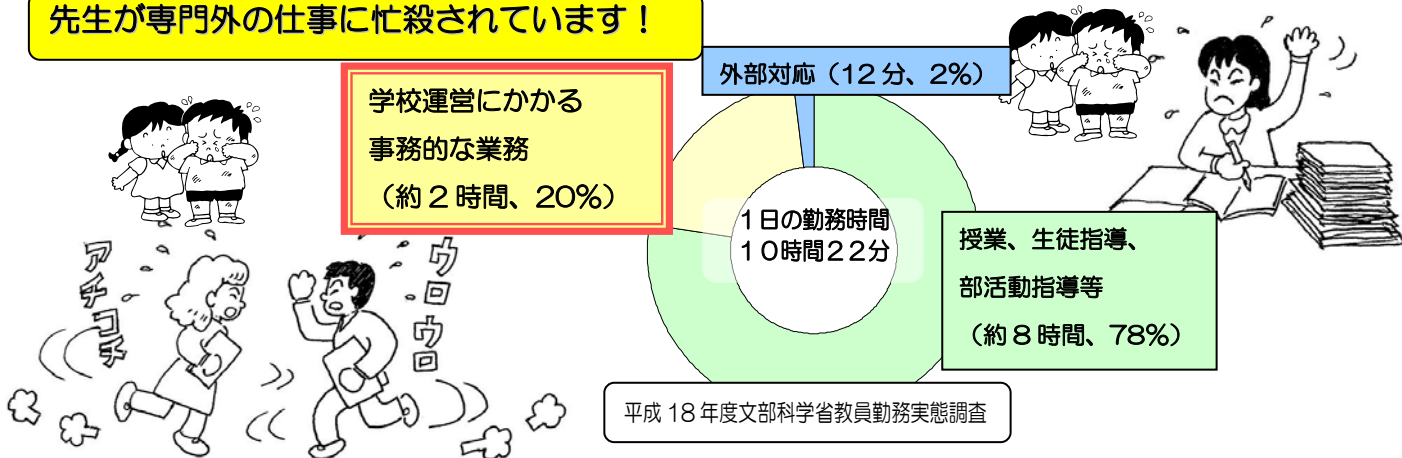 先生が専門外の仕事に忙殺されています！
外部対応（12分、2%）
学校運営にかかる
事務的な業務
（約2時間、20%）
1日の勤務時間
10時間22分
授業、生徒指導、
部活動指導等
（約8時間、78%）
アチコチ
ウロウロ
平成18年度文部科学省教員勤務実態調査